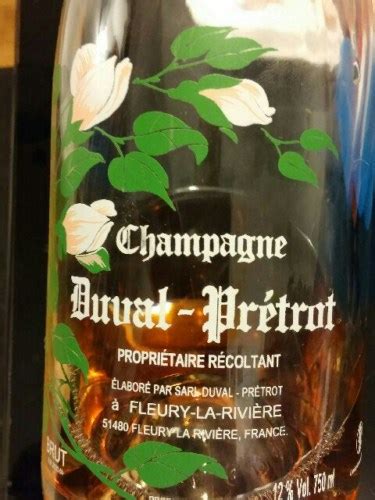 Champagne
Duval-Prétrot
PROPRIÉTAIRE RÉCOLTANT
ÉLABORÉ PAR SARL DUVAL - PRÉTROT
à FLEURY-LA-RIVIÈRE
51480 FLEURY LA RIVIÈRE, FRANCE.
BRUT
12 % Vol. 750 ml